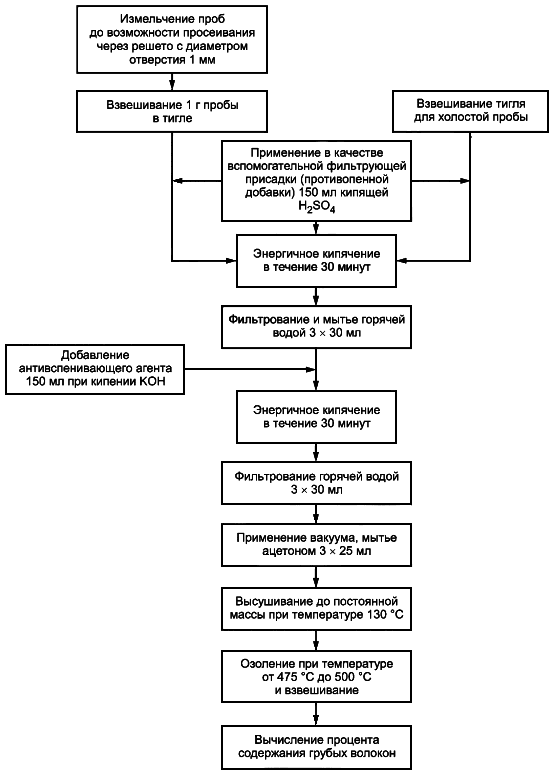 Измельчение проб
до возможности просеивания
через решето с диаметром
отверстия 1 мм
Взвешивание 1 г пробы
в тигле
Взвешивание тигля
для холостой пробы
Применение в качестве
вспомогательной фильтрующей
присадки (противопенной
добавки) 150 мл кипящей
H₂SO₄
Энергичное кипячение
в течение 30 минут
Фильтрование и мытье горячей
водой 3 × 30 мл
Добавление
антивспенивающего агента
150 мл при кипении KOH
Энергичное кипячение
в течение 30 минут
Фильтрование горячей водой
3 × 30 мл
Применение вакуума, мытье
ацетоном 3 × 25 мл
Высушивание до постоянной
массы при температуре 130 °C
Озоление при температуре
от 475 °C до 500 °C
и взвешивание
Вычисление процента
содержания грубых волокон